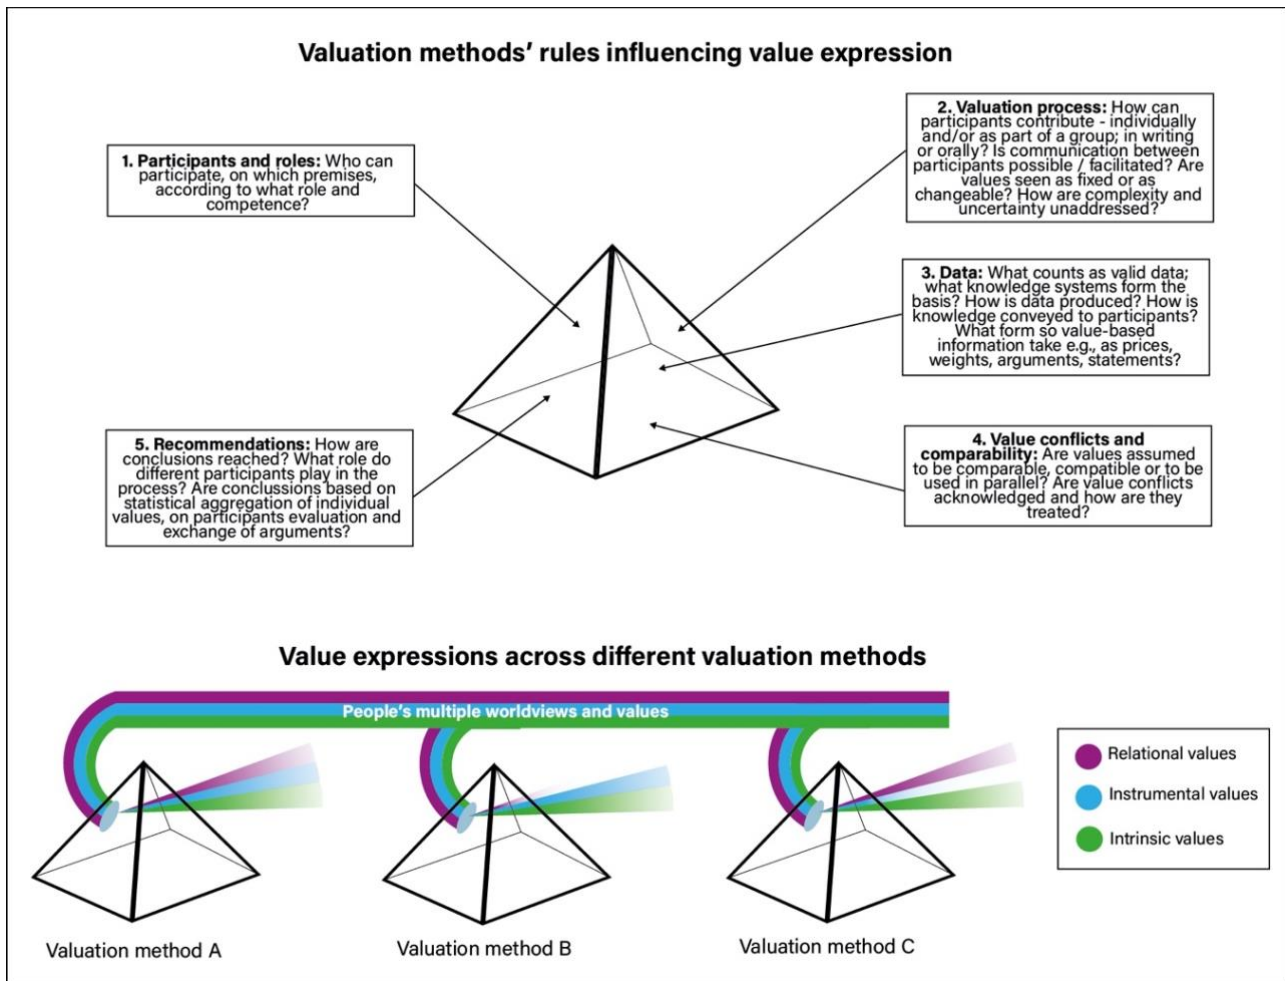 Valuation methods’ rules influencing value expression
1. Participants and roles: Who can
participate, on which premises,
according to what role and
competence?
2. Valuation process: How can
participants contribute - individually
and/or as part of a group; in writing
or orally? Is communication between
participants possible / facilitated? Are
values seen as fixed or as
changeable? How are complexity and
uncertainty unaddressed?
3. Data: What counts as valid data;
what knowledge systems form the
basis? How is data produced? How is
knowledge conveyed to participants?
What form so value-based
information take e.g., as prices,
weights, arguments, statements?
5. Recommendations: How are
conclusions reached? What role do
different participants play in the
process? Are conclussions based on
statistical aggregation of individual
values, on participants evaluation and
exchange of arguments?
4. Value conflicts and
comparability: Are values assumed
to be comparable, compatible or to be
used in parallel? Are value conflicts
acknowledged and how are they
treated?
Value expressions across different valuation methods
People’s multiple worldviews and values
Relational values
Instrumental values
Intrinsic values
Valuation method A
Valuation method B
Valuation method C